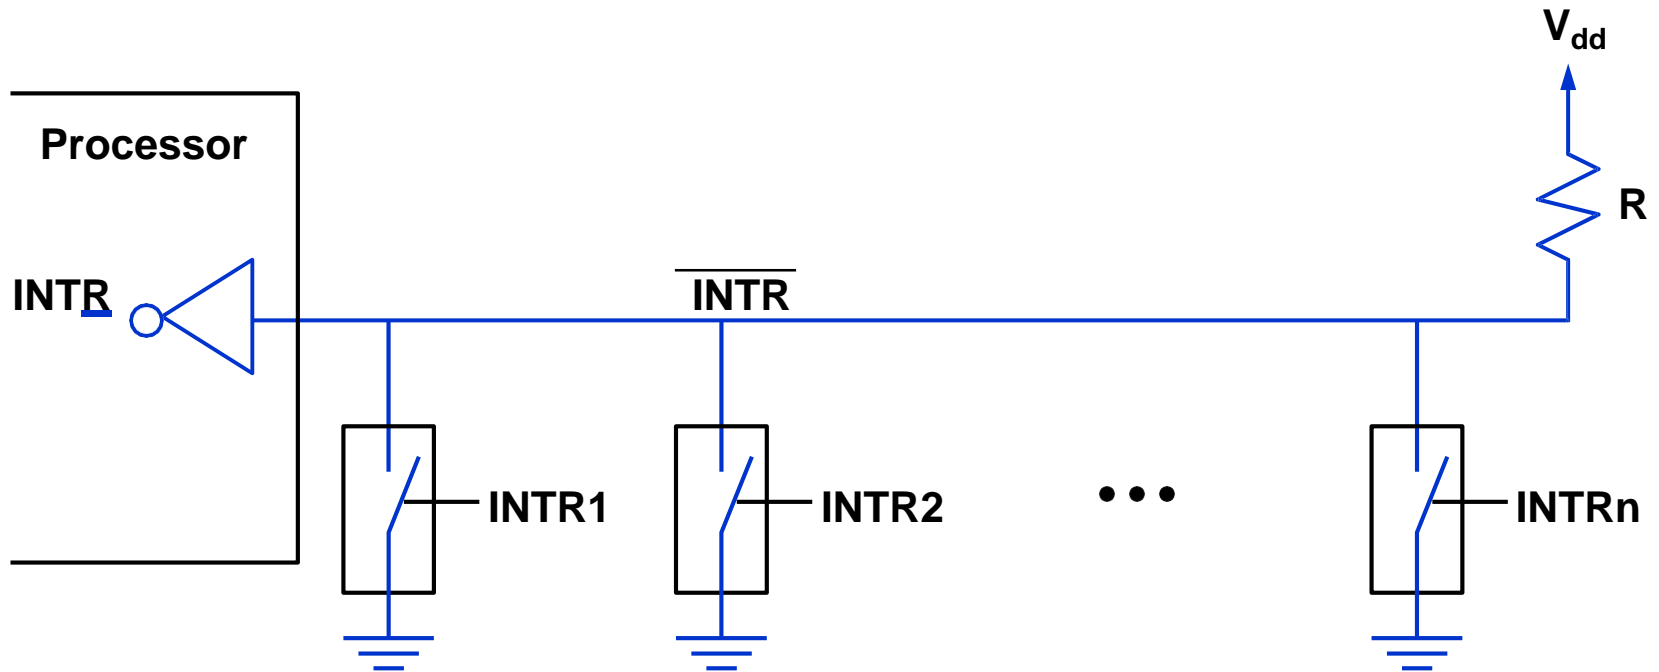 Vdd
Processor
R
INTR
INTR
INTR1
INTR2
•••
INTRn